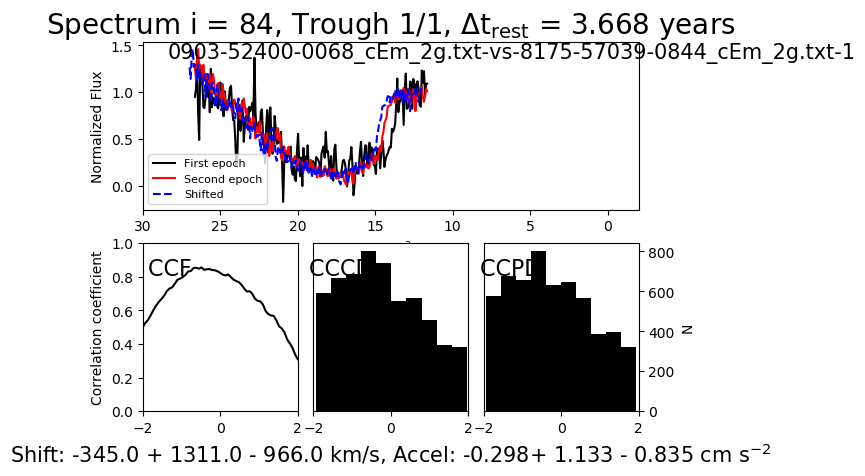 Spectrum i = 84, Trough 1/1, Δt_rest = 3.668 years
0903-52400-0068_cEm_2g.txt-vs-8175-57039-0844_cEm_2g.txt-1
1.5
1.0
0.5
0.0
Normalized Flux
First epoch
Second epoch
Shifted
30 25 20 15 10 5 0
1.0
0.8
0.6
0.4
0.2
0.0
Correlation coefficient
CCF
CCCD
CCPD
800
600
400
200
0
N
−2 0 2
−2 0 2
−2 0 2
Shift: -345.0 + 1311.0 - 966.0 km/s, Accel: -0.298+ 1.133 - 0.835 cm s⁻²